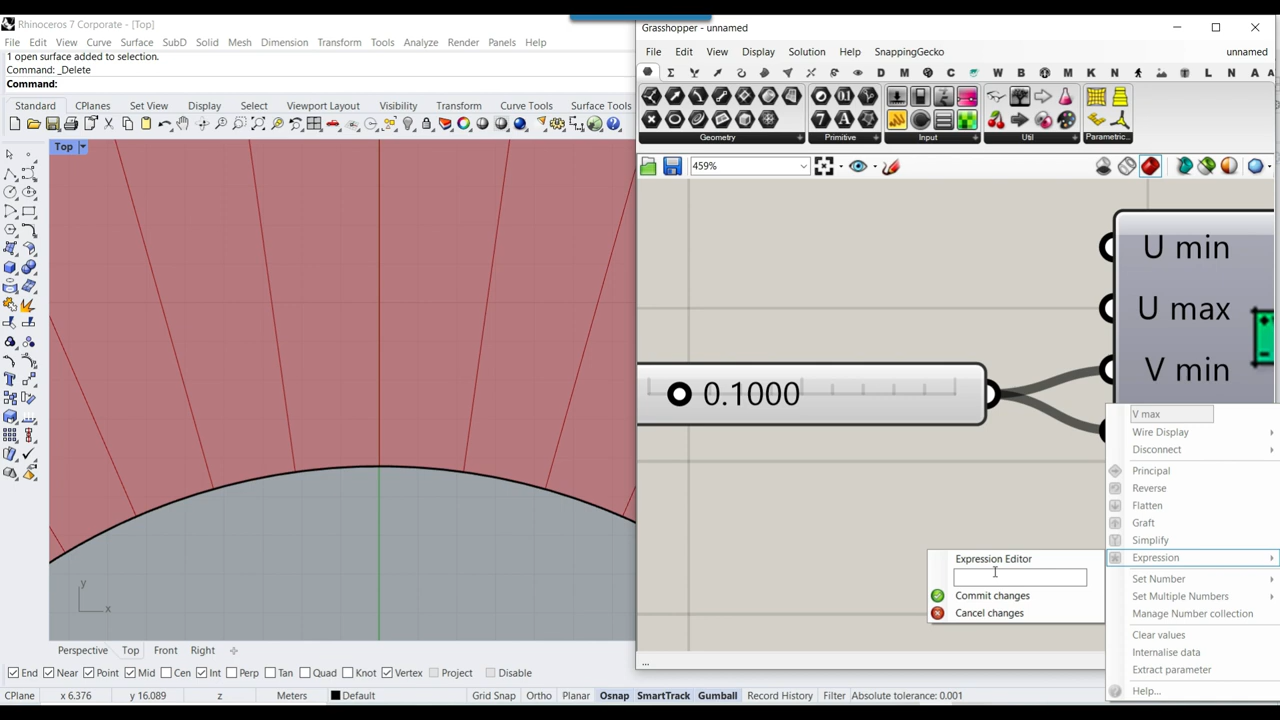 Rhinoceros 7 Corporate - [Top]
File Edit View Curve Surface SubD Solid Mesh Dimension Transform Tools Analyze Render Panels Help
1 open surface added to selection.
Command: _Delete
Command:
Standard CPlanes Set View Display Select Viewport Layout Visibility Transform Curve Tools Surface Tools
Top
y
x
Perspective Top Front Right
End Near Point Mid Cen Int Perp Tan Quad Knot Vertex Project Disable
CPlane x 6.376 y 16.089 z Meters Default Grid Snap Ortho Planar Osnap SmartTrack Gumball Record History Filter Absolute tolerance: 0.001
Grasshopper - unnamed
File Edit View Display Solution Help SnappingGecko unnamed
D M C W B M K N L N A A
Geometry Primitive Input Util Parametric..
459%
U min
U max
V min
0.1000
V max
Wire Display
Disconnect
Principal
Reverse
Flatten
Graft
Simplify
Expression
Set Number
Set Multiple Numbers
Manage Number collection
Clear values
Internalise data
Extract parameter
Help...
Expression Editor
Commit changes
Cancel changes
...